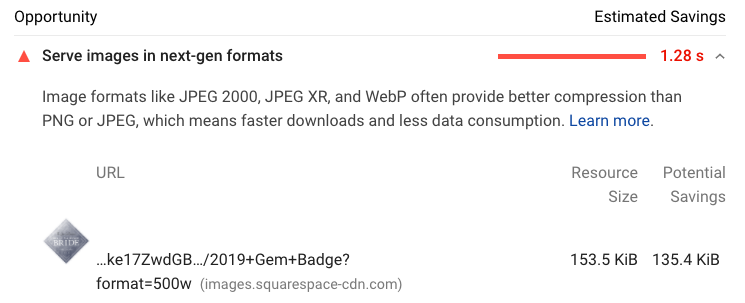 Opportunity Estimated Savings
Serve images in next-gen formats 1.28 s
Image formats like JPEG 2000, JPEG XR, and WebP often provide better compression than
PNG or JPEG, which means faster downloads and less data consumption. Learn more.
URL Resource Potential
Size Savings
BRIDE
...ke17ZwdGB.../2019+Gem+Badge? 153.5 KiB 135.4 KiB
format=500w (images.squarespace-cdn.com)